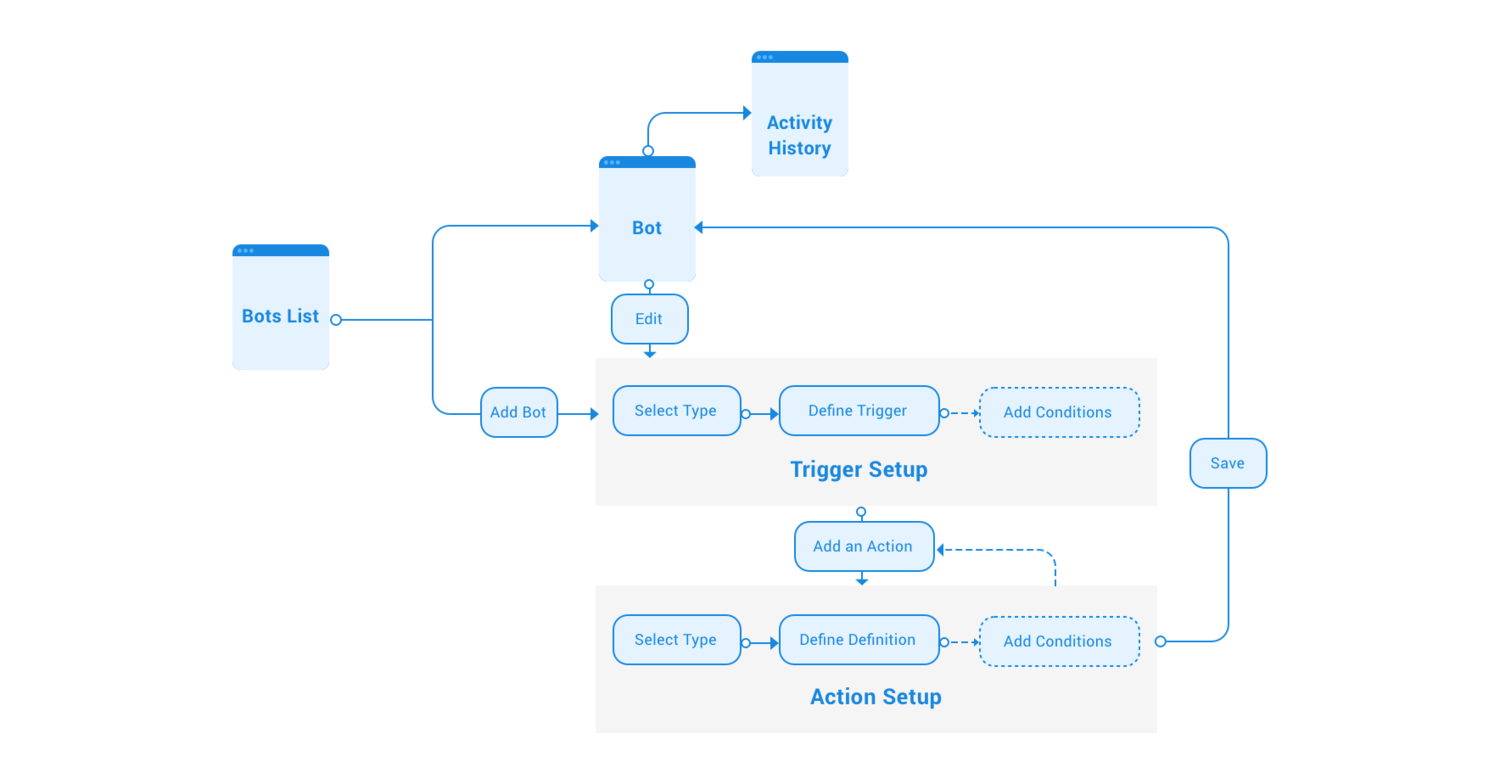 Activity
History
Bot
Bots List
Edit
Add Bot
Select Type
Define Trigger
Add Conditions
Trigger Setup
Save
Add an Action
Select Type
Define Definition
Add Conditions
Action Setup